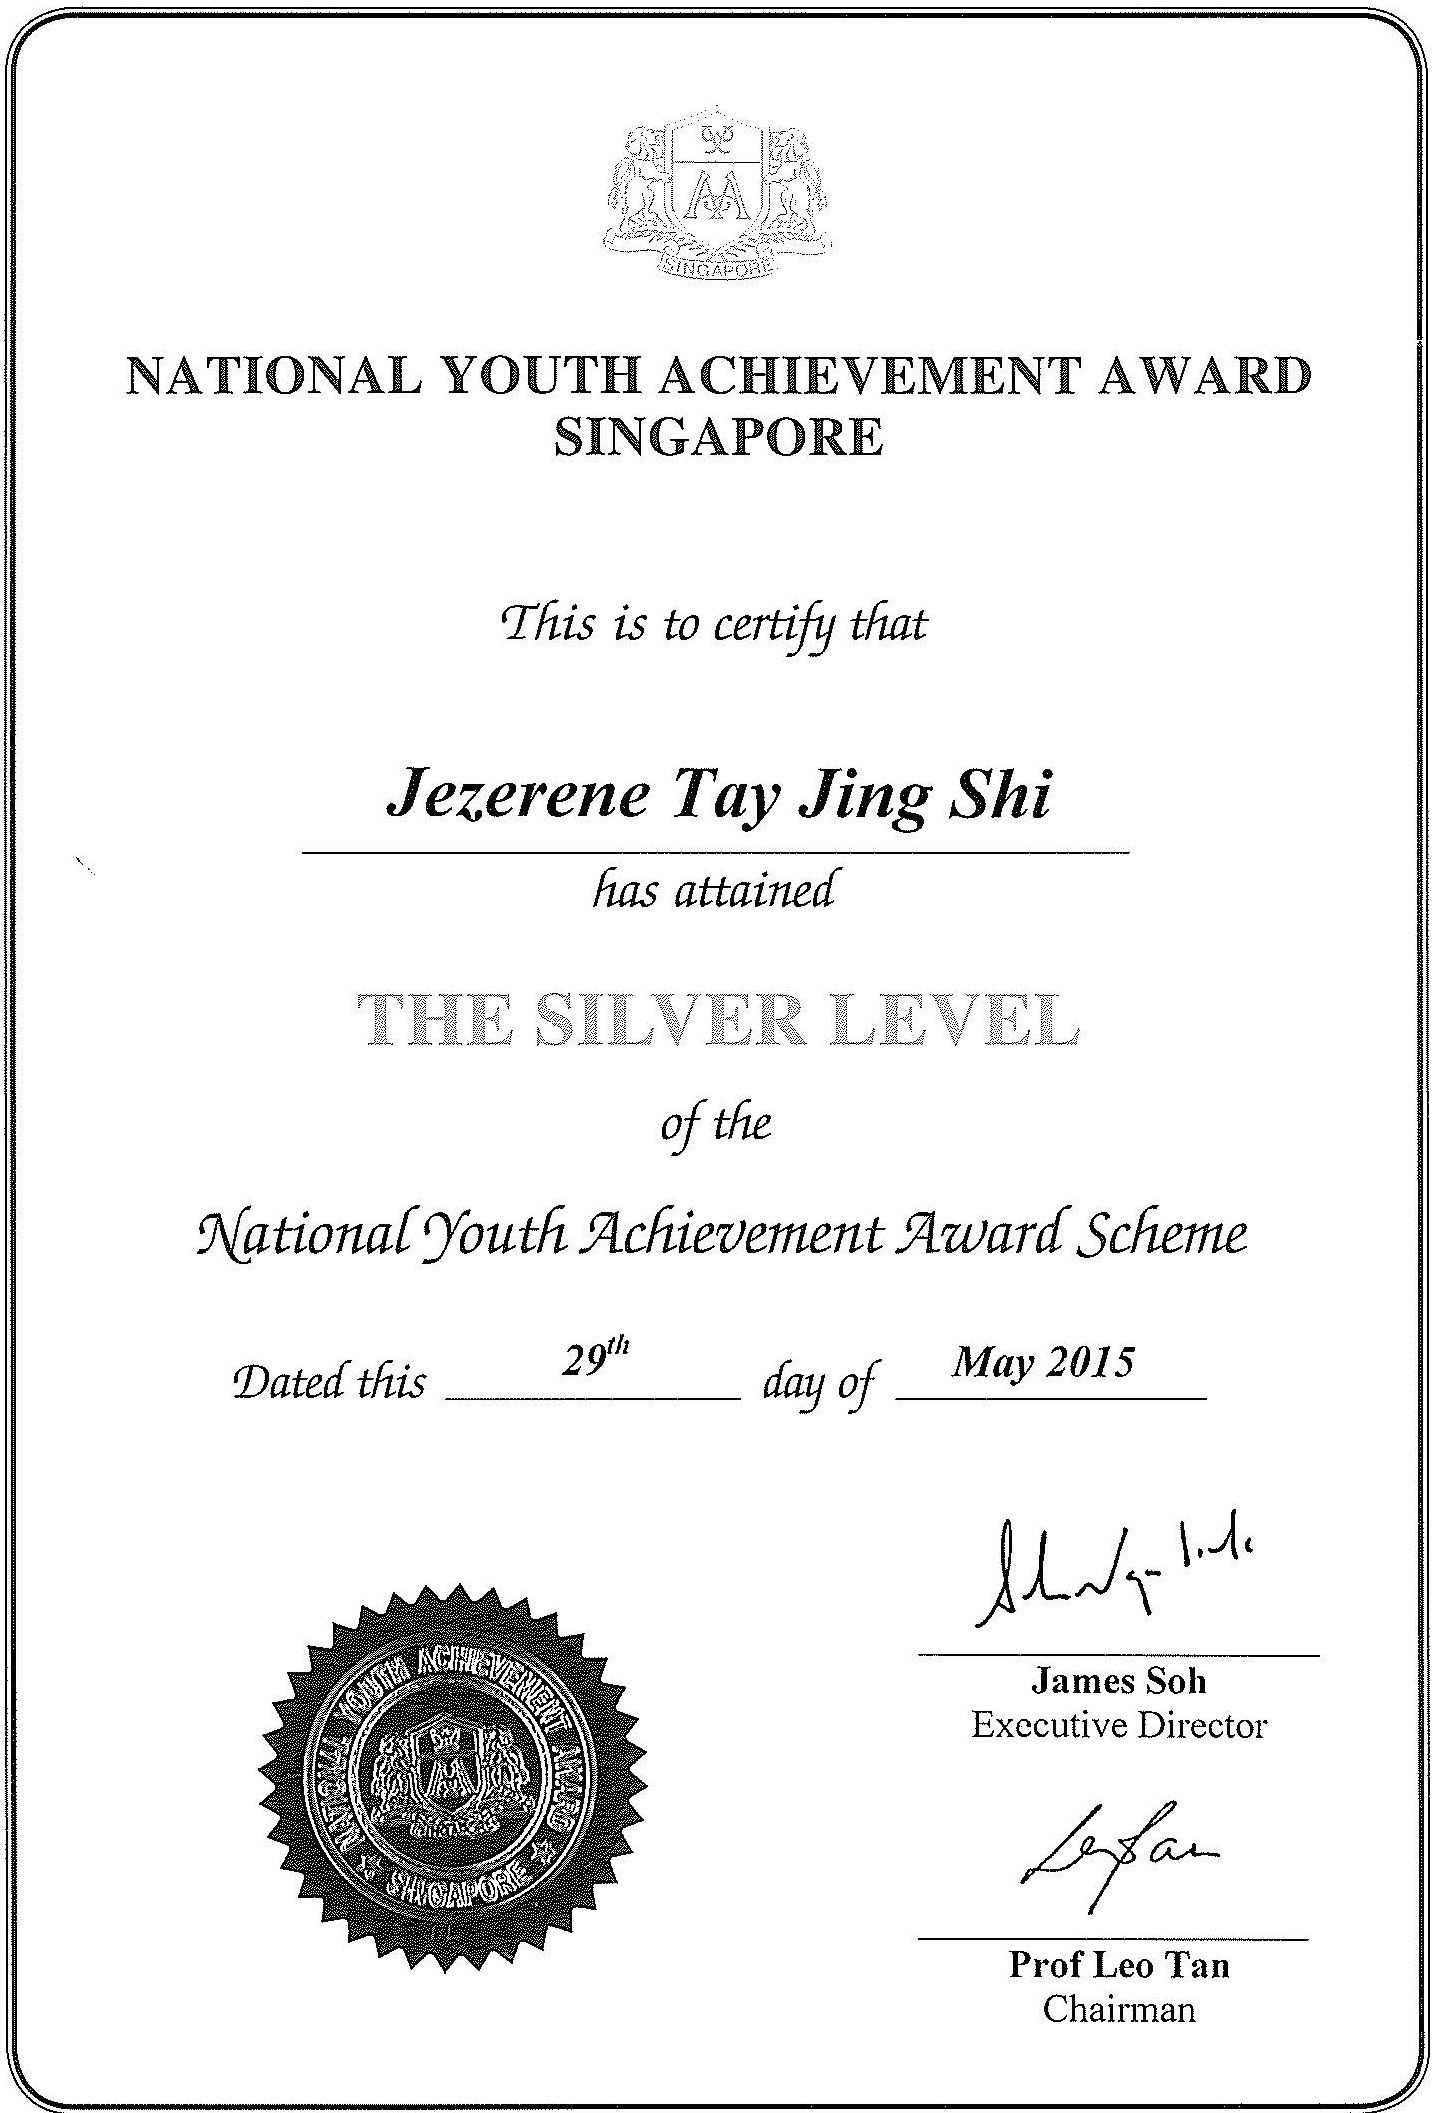 SINGAPORE
NATIONAL YOUTH ACHIEVEMENT AWARD
SINGAPORE
This is to certify that
Jezerene Tay Jing Shi
has attained
THE SILVER LEVEL
of the
National Youth Achievement Award Scheme
Dated this 29th day of May 2015
James Soh
Executive Director
NATIONAL YOUTH ACHIEVEMENT AWARD
SINGAPORE
Prof Leo Tan
Chairman